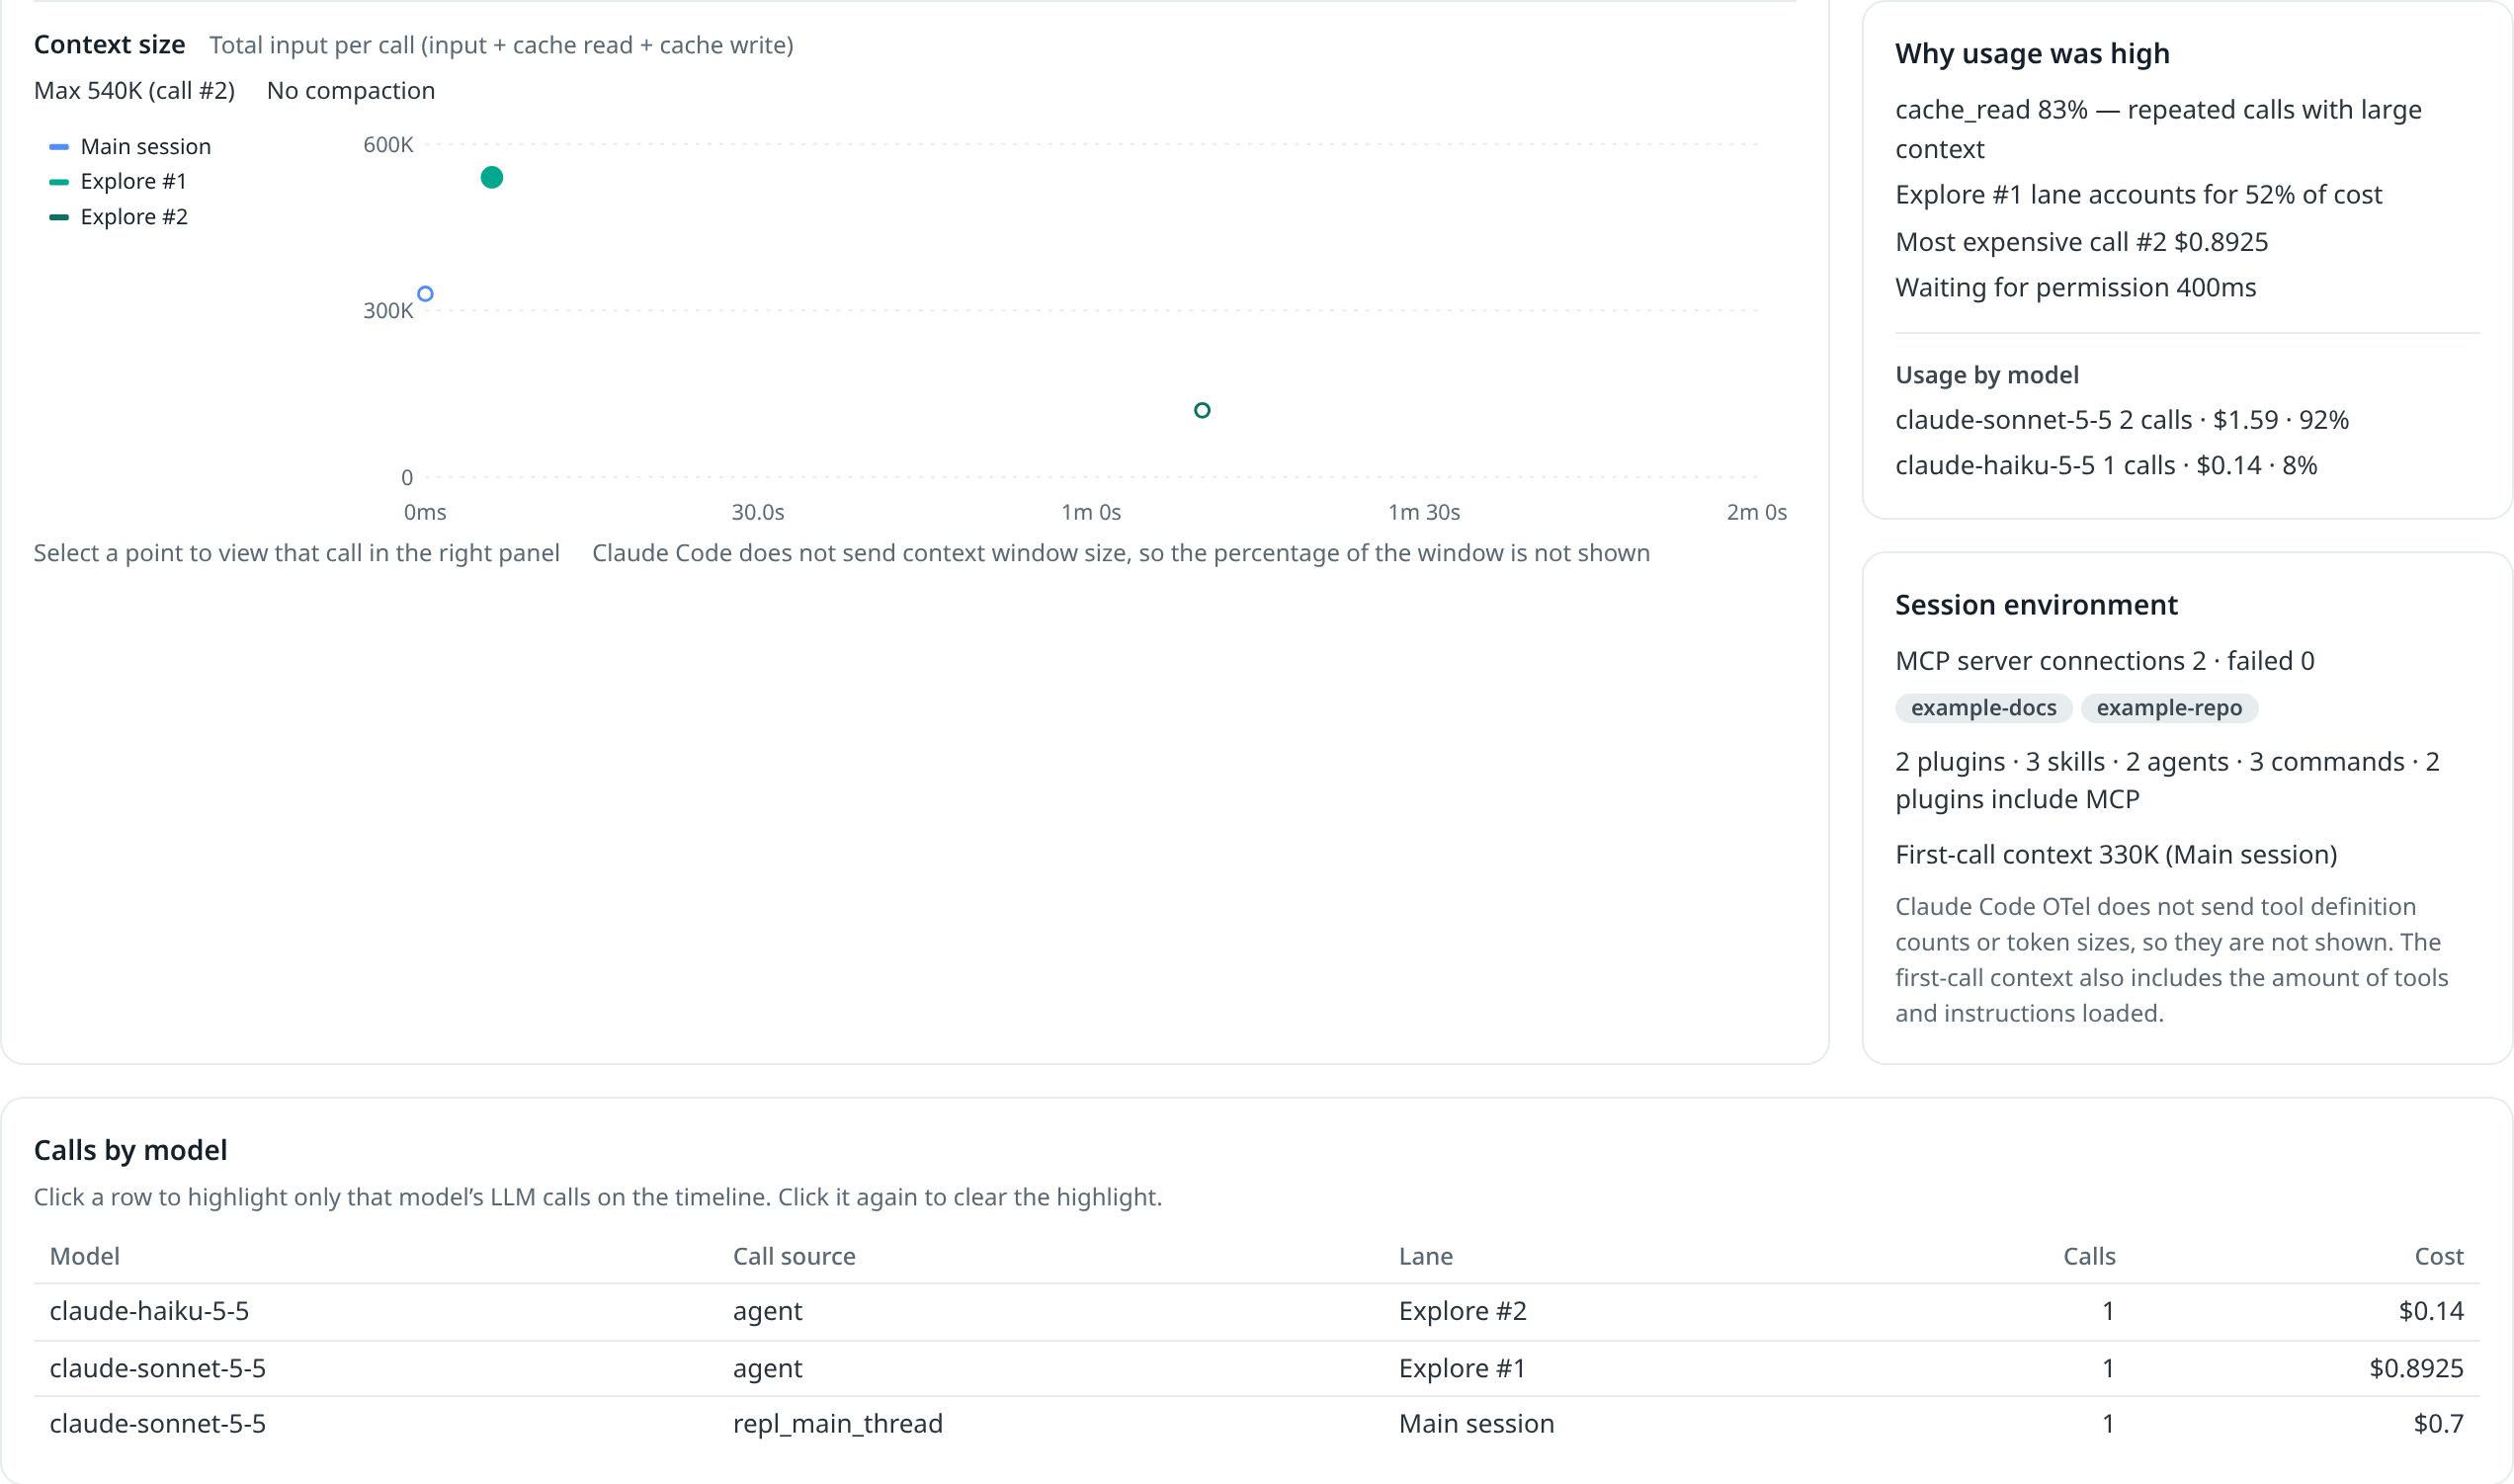 Context size Total input per call (input + cache read + cache write)
Max 540K (call #2) No compaction
Main session
Explore #1
Explore #2
600K
300K
0
0ms 30.0s 1m 0s 1m 30s 2m 0s
Select a point to view that call in the right panel Claude Code does not send context window size, so the percentage of the window is not shown
Why usage was high
cache_read 83% — repeated calls with large
context
Explore #1 lane accounts for 52% of cost
Most expensive call #2 $0.8925
Waiting for permission 400ms
Usage by model
claude-sonnet-5-5 2 calls · $1.59 · 92%
claude-haiku-5-5 1 calls · $0.14 · 8%
Session environment
MCP server connections 2 · failed 0
example-docs example-repo
2 plugins · 3 skills · 2 agents · 3 commands · 2
plugins include MCP
First-call context 330K (Main session)
Claude Code OTel does not send tool definition
counts or token sizes, so they are not shown. The
first-call context also includes the amount of tools
and instructions loaded.
Calls by model
Click a row to highlight only that model’s LLM calls on the timeline. Click it again to clear the highlight.
Model Call source Lane Calls Cost
claude-haiku-5-5 agent Explore #2 1 $0.14
claude-sonnet-5-5 agent Explore #1 1 $0.8925
claude-sonnet-5-5 repl_main_thread Main session 1 $0.7